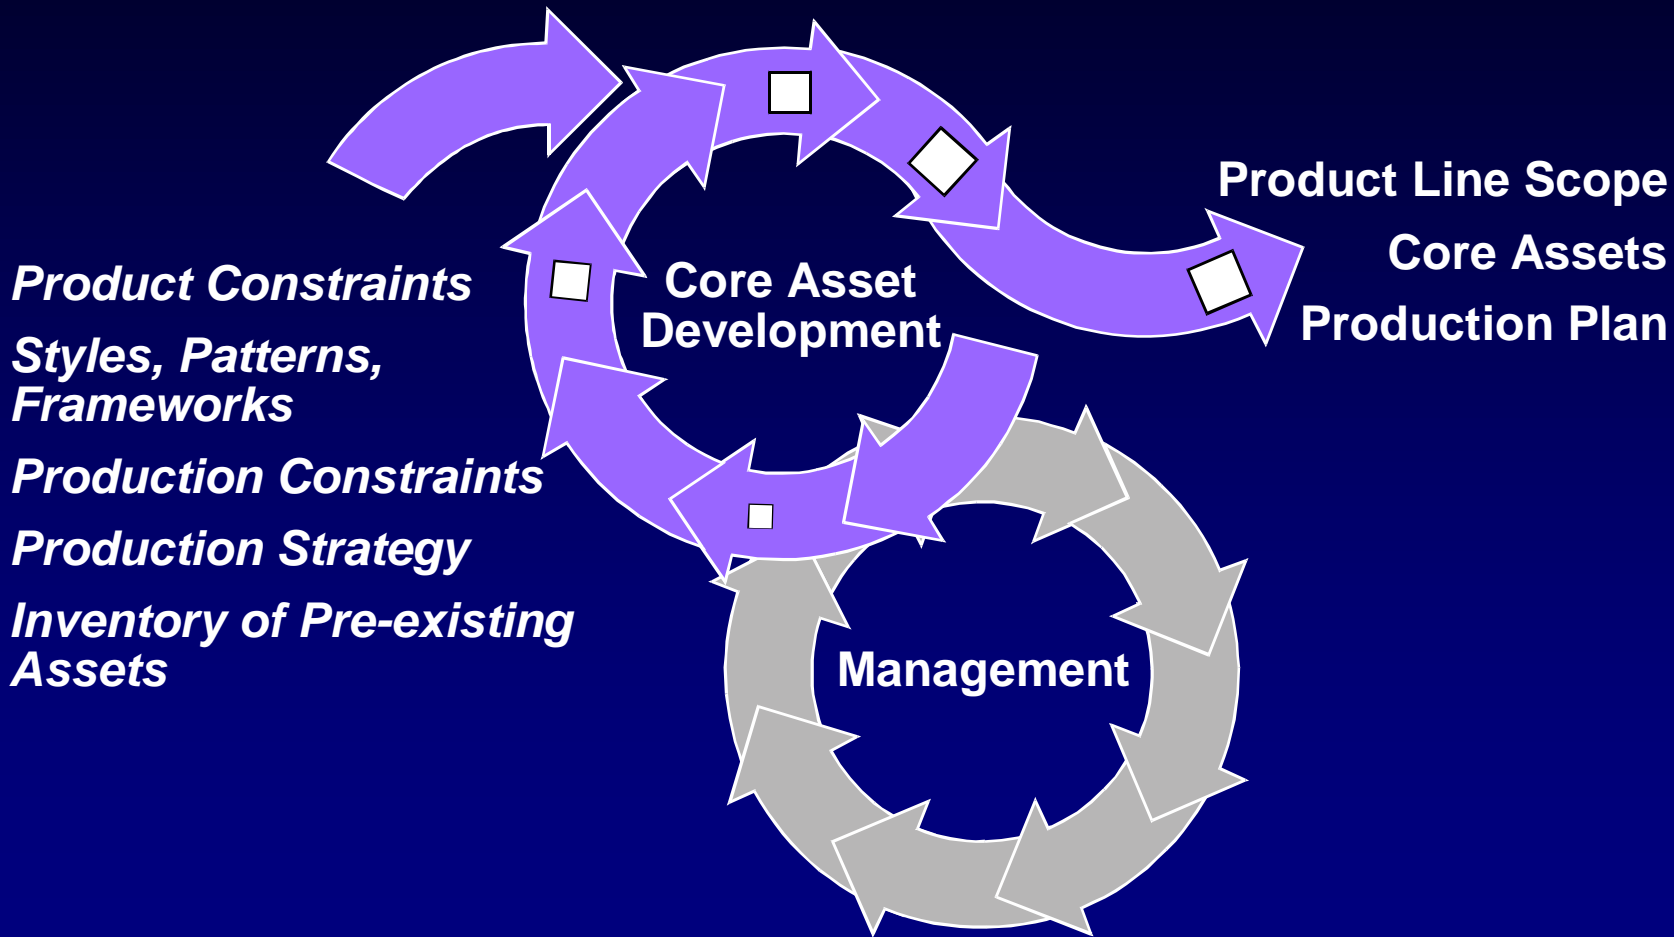 Product Constraints
Styles, Patterns,
Frameworks
Production Constraints
Production Strategy
Inventory of Pre-existing
Assets
Core Asset
Development
Management
Product Line Scope
Core Assets
Production Plan